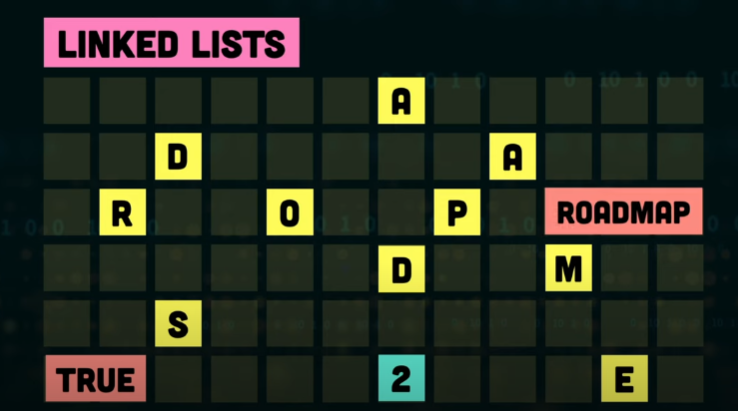 LINKED LISTS
A
D A
R O P ROADMAP
D M
S
TRUE 2 E